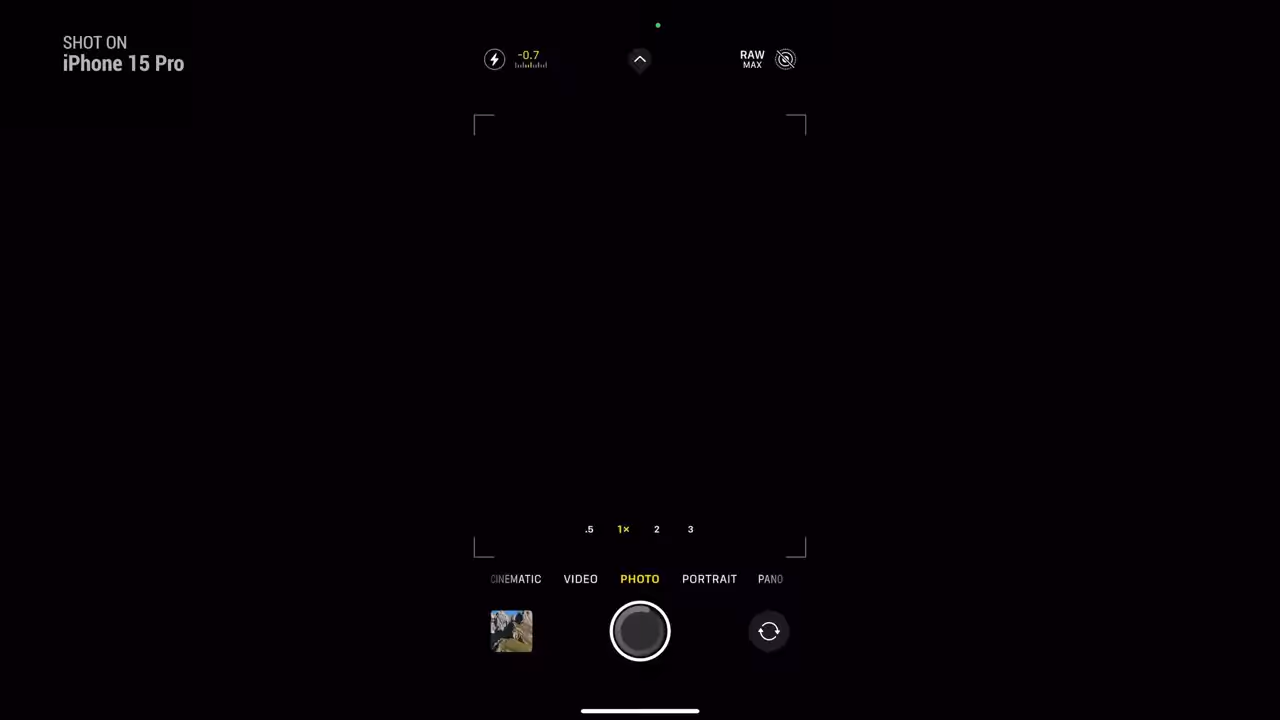 SHOT ON
iPhone 15 Pro
-0.7
RAW
MAX
.5 1× 2 3
CINEMATIC VIDEO PHOTO PORTRAIT PANO